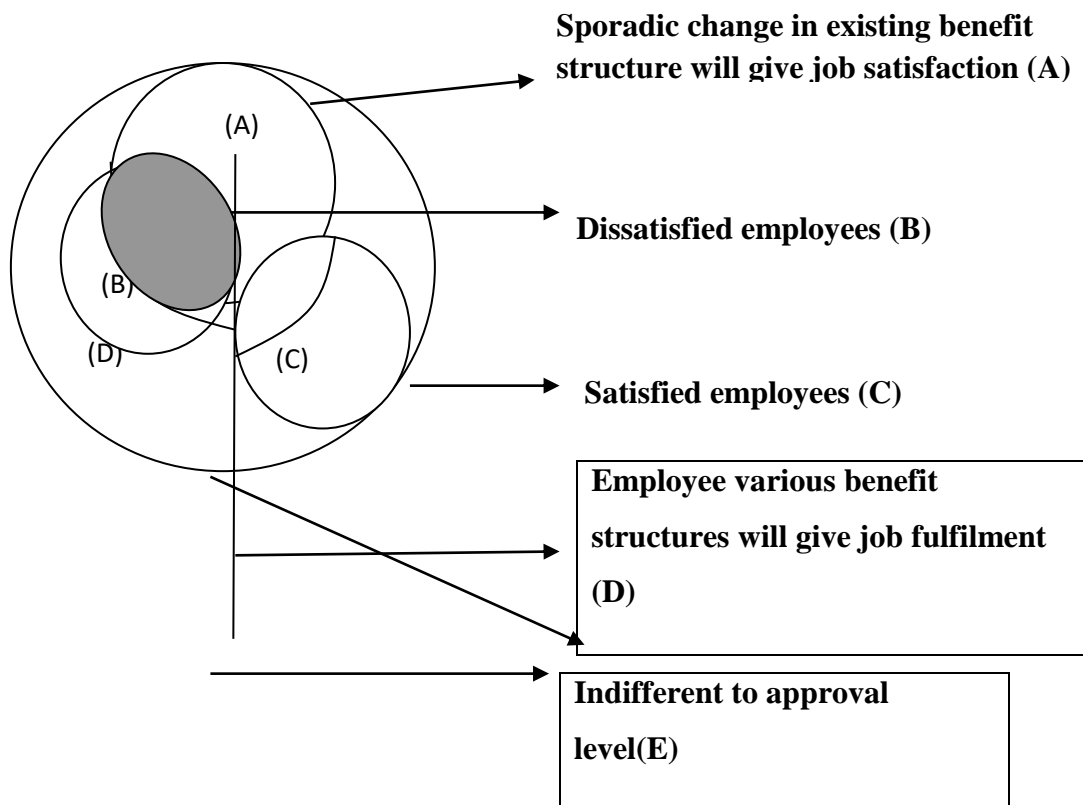 Sporadic change in existing benefit
structure will give job satisfaction (A)
(A)
Dissatisfied employees (B)
(B)
(D)
(C)
Satisfied employees (C)
Employee various benefit
structures will give job fulfilment
(D)
Indifferent to approval
level(E)